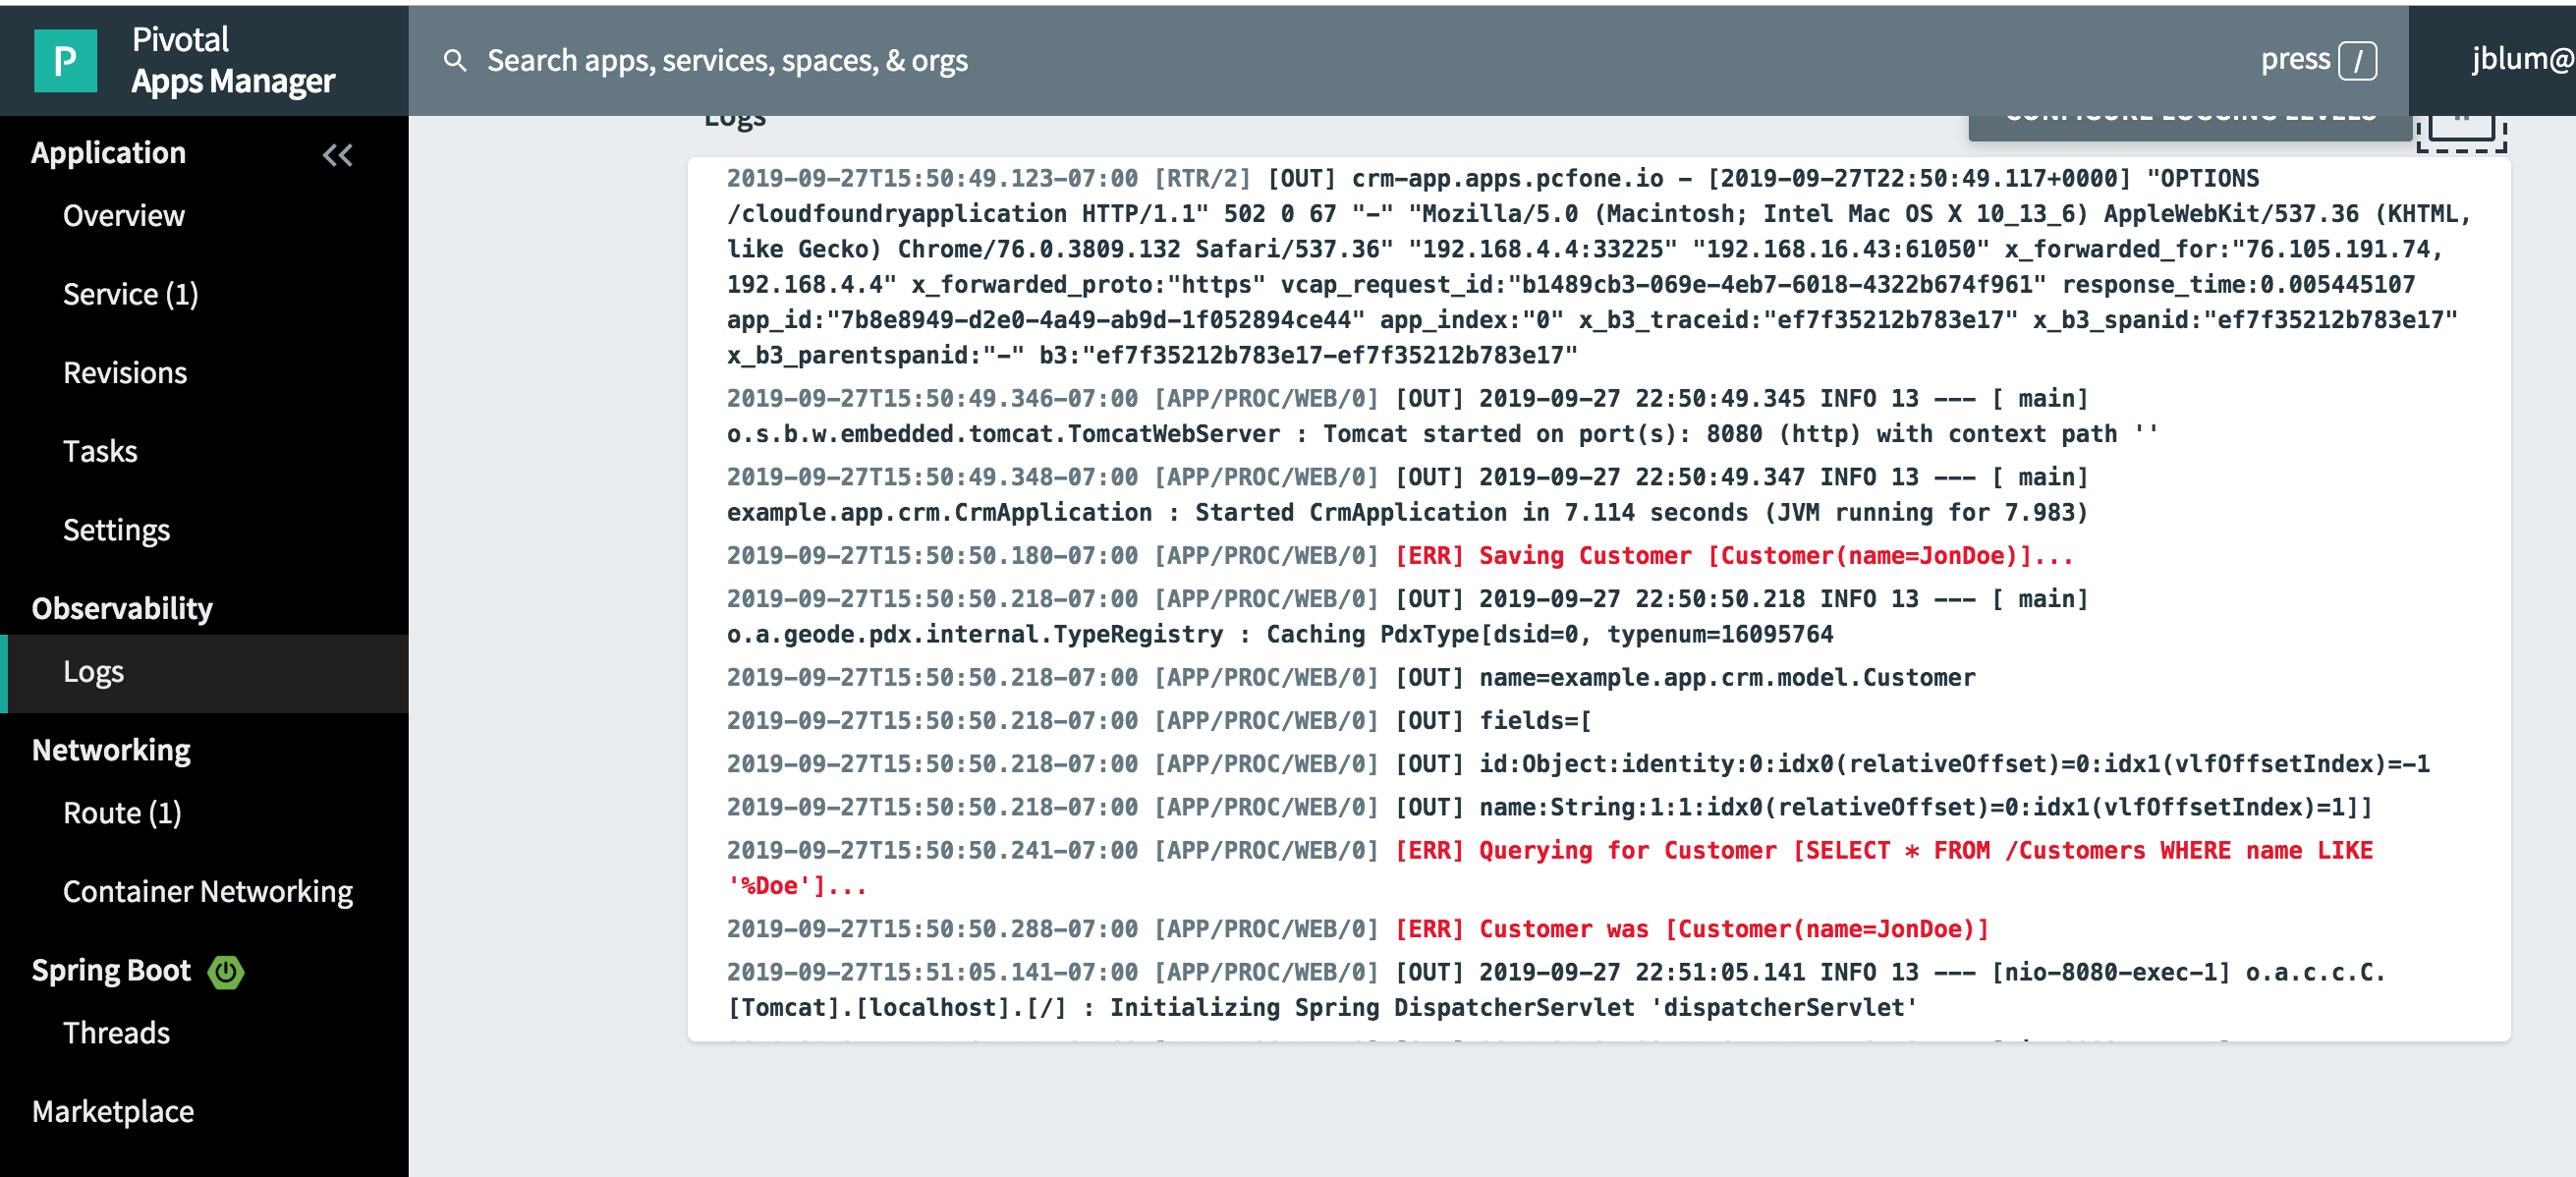 Pivotal
Apps Manager
P
Search apps, services, spaces, & orgs
press /
jblum@
Application
Overview
Service (1)
Revisions
Tasks
Settings
Observability
Logs
Networking
Route (1)
Container Networking
Spring Boot
Threads
Marketplace
Logs
CONFIGURE LOGGING LEVELS
2019-09-27T15:50:49.123-07:00 [RTR/2] [OUT] crm-app.apps.pcfone.io - [2019-09-27T22:50:49.117+0000] "OPTIONS
/cloudfoundryapplication HTTP/1.1" 502 0 67 "-" "Mozilla/5.0 (Macintosh; Intel Mac OS X 10_13_6) AppleWebKit/537.36 (KHTML,
like Gecko) Chrome/76.0.3809.132 Safari/537.36" "192.168.4.4:33225" "192.168.16.43:61050" x_forwarded_for:"76.105.191.74,
192.168.4.4" x_forwarded_proto:"https" vcap_request_id:"b1489cb3-069e-4eb7-6018-4322b674f961" response_time:0.005445107
app_id:"7b8e8949-d2e0-4a49-ab9d-1f052894ce44" app_index:"0" x_b3_traceid:"ef7f35212b783e17" x_b3_spanid:"ef7f35212b783e17"
x_b3_parentspanid:"-" b3:"ef7f35212b783e17-ef7f35212b783e17"
2019-09-27T15:50:49.346-07:00 [APP/PROC/WEB/0] [OUT] 2019-09-27 22:50:49.345 INFO 13 --- [ main]
o.s.b.w.embedded.tomcat.TomcatWebServer : Tomcat started on port(s): 8080 (http) with context path ''
2019-09-27T15:50:49.348-07:00 [APP/PROC/WEB/0] [OUT] 2019-09-27 22:50:49.347 INFO 13 --- [ main]
example.app.crm.CrmApplication : Started CrmApplication in 7.114 seconds (JVM running for 7.983)
2019-09-27T15:50:50.180-07:00 [APP/PROC/WEB/0] [ERR] Saving Customer [Customer(name=JonDoe)]...
2019-09-27T15:50:50.218-07:00 [APP/PROC/WEB/0] [OUT] 2019-09-27 22:50:50.218 INFO 13 --- [ main]
o.a.geode.pdx.internal.TypeRegistry : Caching PdxType[dsid=0, typenum=16095764
2019-09-27T15:50:50.218-07:00 [APP/PROC/WEB/0] [OUT] name=example.app.crm.model.Customer
2019-09-27T15:50:50.218-07:00 [APP/PROC/WEB/0] [OUT] fields=[
2019-09-27T15:50:50.218-07:00 [APP/PROC/WEB/0] [OUT] id:Object:identity:0:idx0(relativeOffset)=0:idx1(vlfOffsetIndex)=-1
2019-09-27T15:50:50.218-07:00 [APP/PROC/WEB/0] [OUT] name:String:1:1:idx0(relativeOffset)=0:idx1(vlfOffsetIndex)=1]]
2019-09-27T15:50:50.241-07:00 [APP/PROC/WEB/0] [ERR] Querying for Customer [SELECT * FROM /Customers WHERE name LIKE
'%Doe']...
2019-09-27T15:50:50.288-07:00 [APP/PROC/WEB/0] [ERR] Customer was [Customer(name=JonDoe)]
2019-09-27T15:51:05.141-07:00 [APP/PROC/WEB/0] [OUT] 2019-09-27 22:51:05.141 INFO 13 --- [nio-8080-exec-1] o.a.c.c.C.
[Tomcat].[localhost].[/] : Initializing Spring DispatcherServlet 'dispatcherServlet'